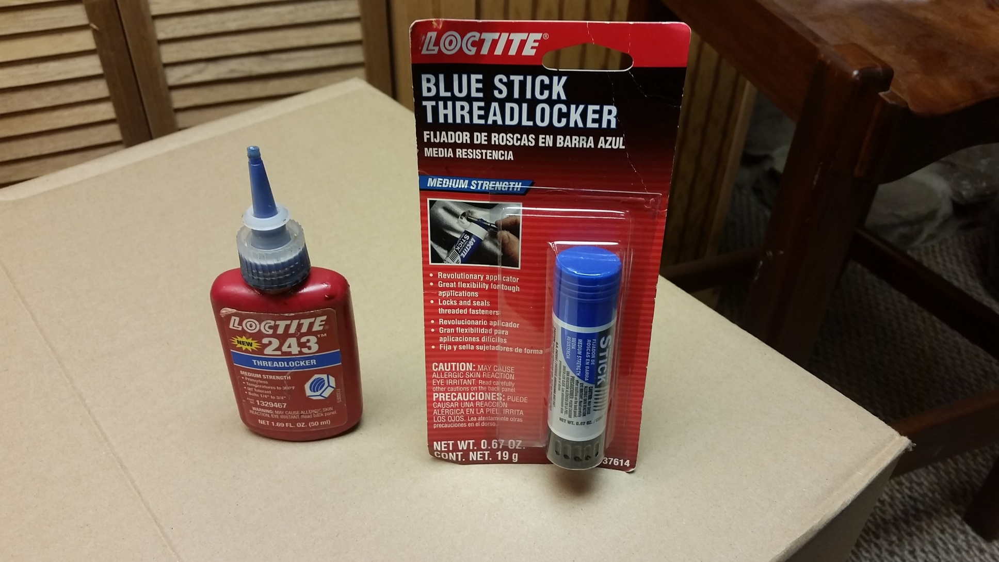 LOCTITE®
NEW 243™
THREADLOCKER
MEDIUM STRENGTH
• Primerless
• Temperatures to 360°F
• Oil Tolerant
• Bolts 1/4" to 3/4"
PART NO. 1329467
WARNING: MAY CAUSE ALLERGIC SKIN
REACTION, EYE IRRITANT. Read back panel.
NET 1.69 FL. OZ. (50 ml)
LOCTITE®
BLUE STICK
THREADLOCKER
FIJADOR DE ROSCAS EN BARRA AZUL
MEDIA RESISTENCIA
MEDIUM STRENGTH
LOCTITE
STICK
• Revolutionary applicator
• Great flexibility for tough
applications
• Locks and seals
threaded fasteners
• Revolucionario aplicador
• Gran flexibilidad para
aplicaciones difíciles
• Fija y sella sujetadores de forma
CAUTION: MAY CAUSE
ALLERGIC SKIN REACTION.
EYE IRRITANT. Read carefully
other cautions on the back panel.
PRECAUCIONES: PUEDE
CAUSAR UNA REACCIÓN
ALÉRGICA EN LA PIEL. IRRITA
LOS OJOS. Lea atentamente otras
precauciones en el dorso.
NET WT. 0.67 OZ.
CONT. NET. 19 g
37614
STICK
FIJADOR DE
ROSCAS EN BARRA
MEDIUM STRENGTH
MEDIA
RESISTENCIA
NET WT. 0.67 OZ.